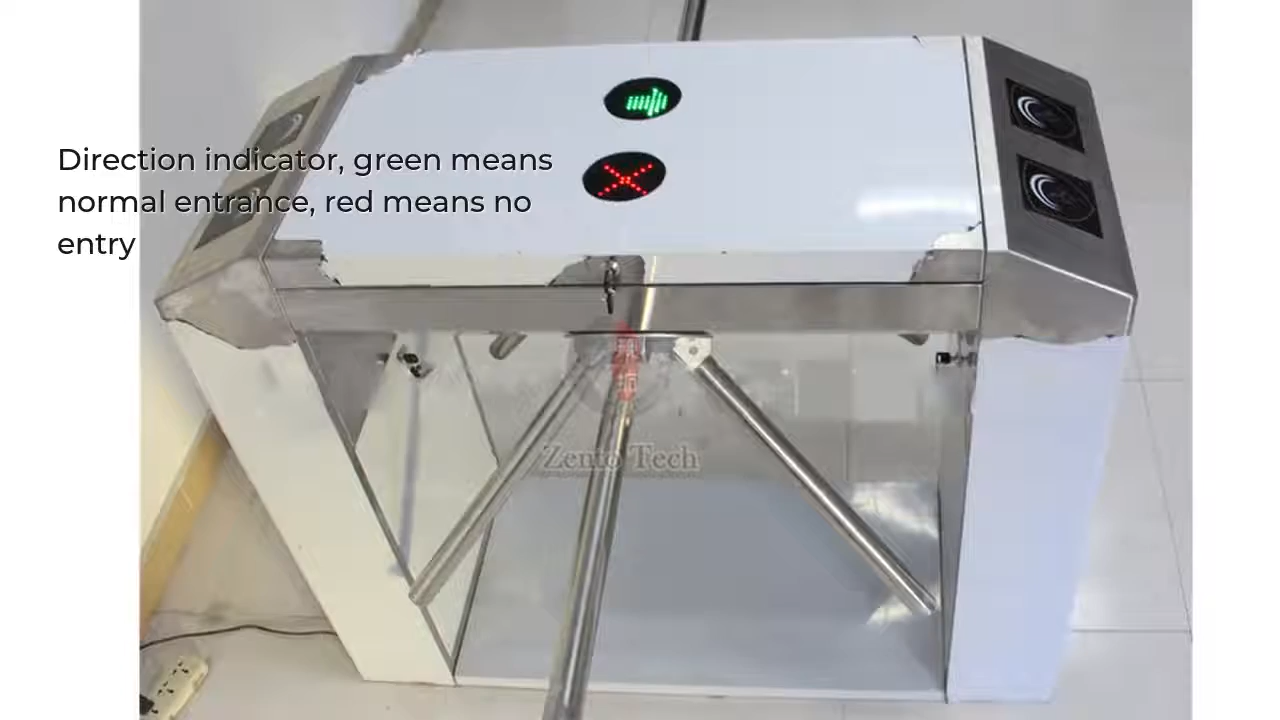 Direction indicator, green means
normal entrance, red means no
entry
Zento Tech